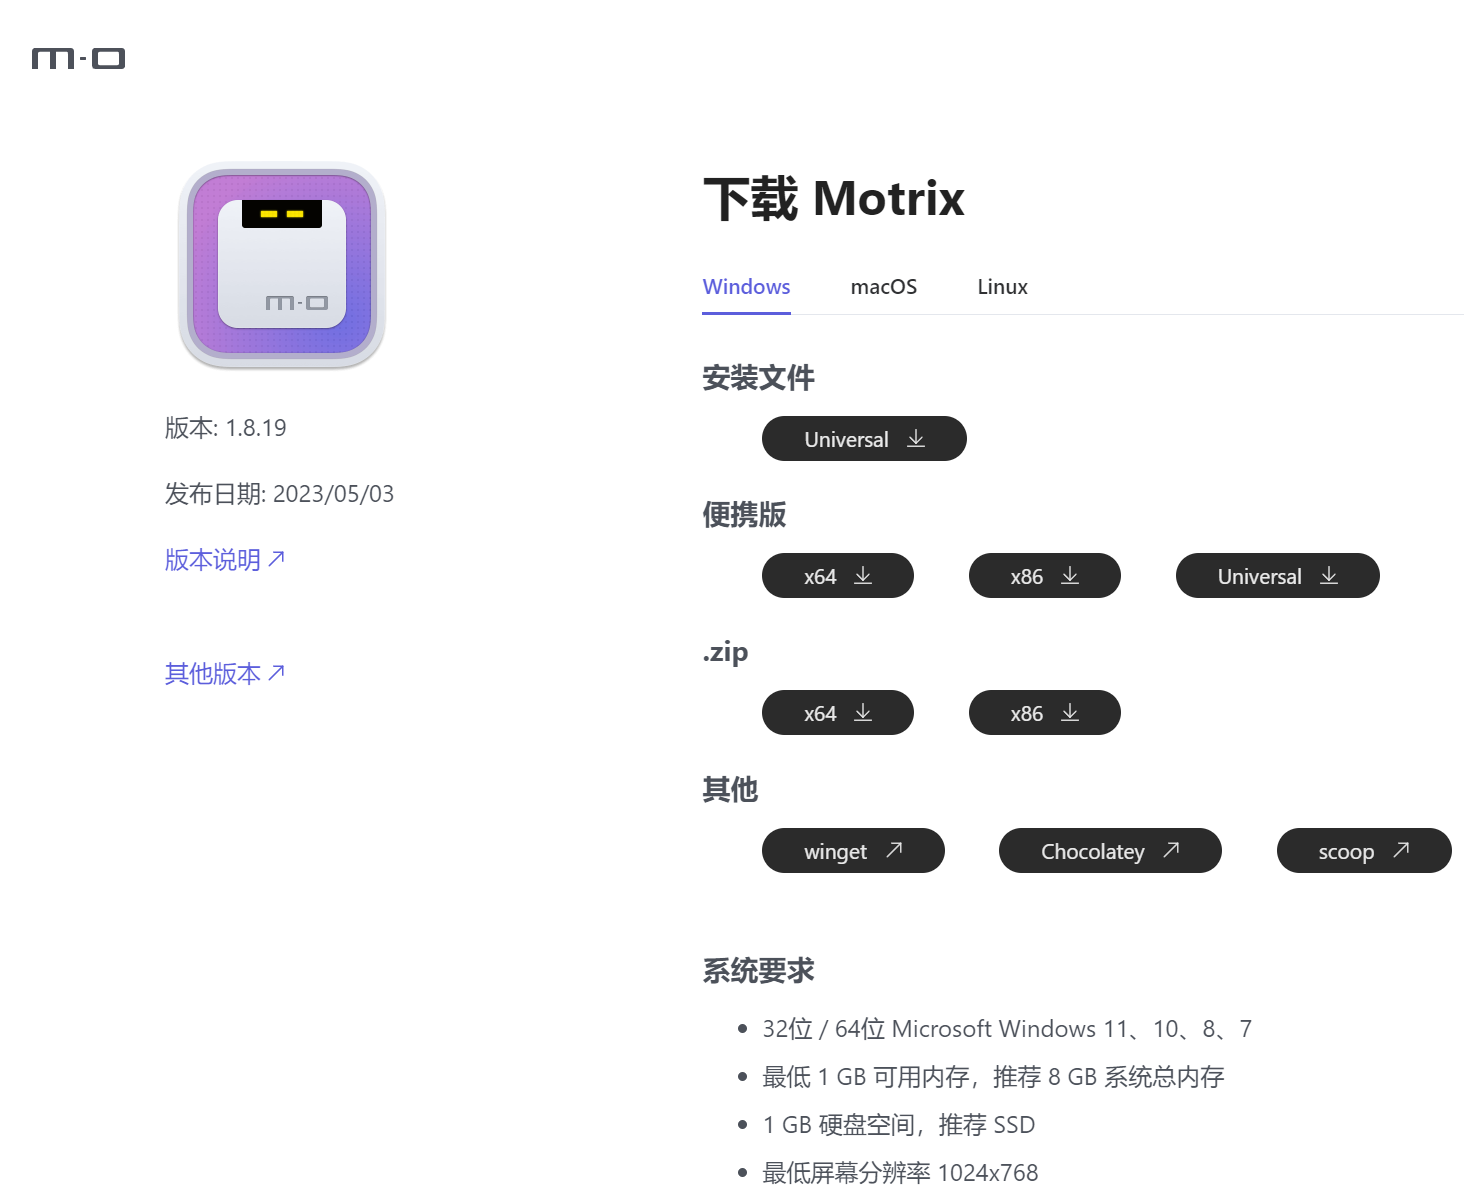 m-o
m-o
版本: 1.8.19
发布日期: 2023/05/03
版本说明
其他版本
下载 Motrix
Windows macOS Linux
安装文件
Universal
便携版
x64 x86 Universal
.zip
x64 x86
其他
winget Chocolatey scoop
系统要求
32位 / 64位 Microsoft Windows 11、10、8、7
最低 1 GB 可用内存，推荐 8 GB 系统总内存
1 GB 硬盘空间，推荐 SSD
最低屏幕分辨率 1024x768